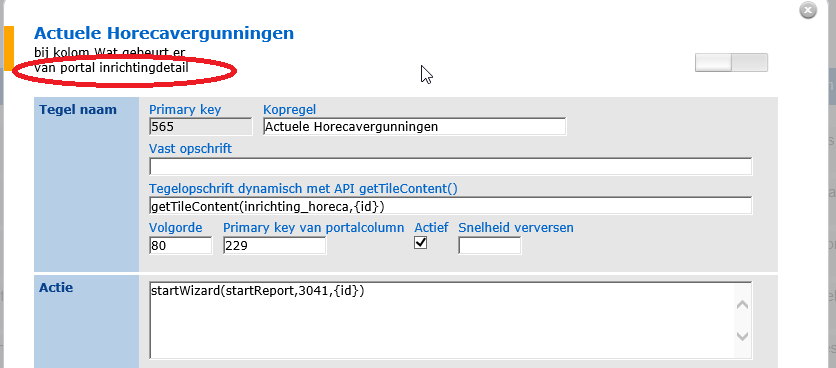 Actuele Horecavergunningen
bij kolom Wat gebeurt er
van portal inrichtingdetail
Tegel naam
Primary key Kopregel
565 Actuele Horecavergunningen
Vast opschrift
Tegelopschrift dynamisch met API getTileContent()
getTileContent(inrichting_horeca,{id})
Volgorde Primary key van portalcolumn Actief Snelheid verversen
80 229
Actie
startWizard(startReport,3041,{id})